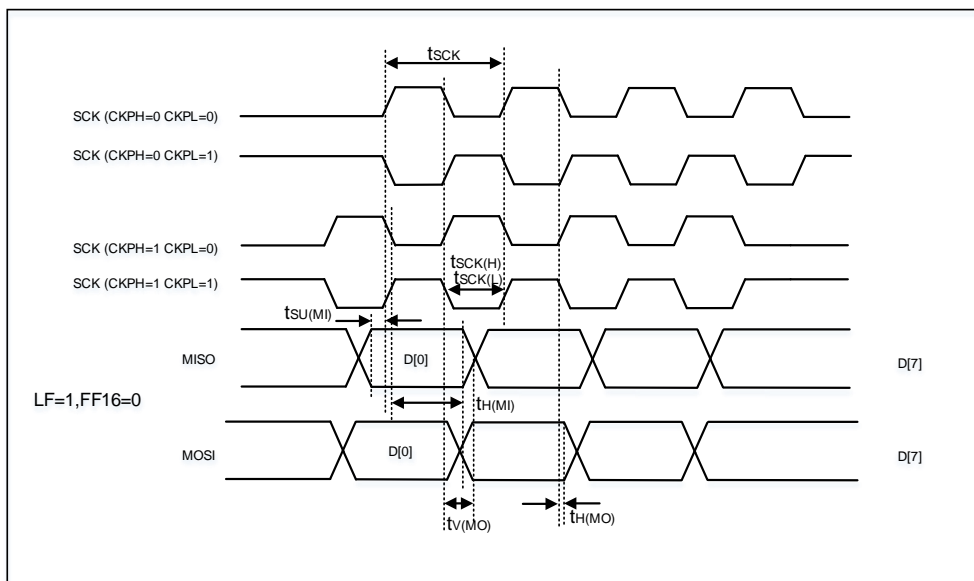 tSCK
SCK (CKPH=0 CKPL=0)
SCK (CKPH=0 CKPL=1)
SCK (CKPH=1 CKPL=0)
tSCK(H)
SCK (CKPH=1 CKPL=1)
tSCK(L)
tSU(MI)
MISO
D[0]
D[7]
LF=1,FF16=0
tH(MI)
MOSI
D[0]
D[7]
tV(MO)
tH(MO)